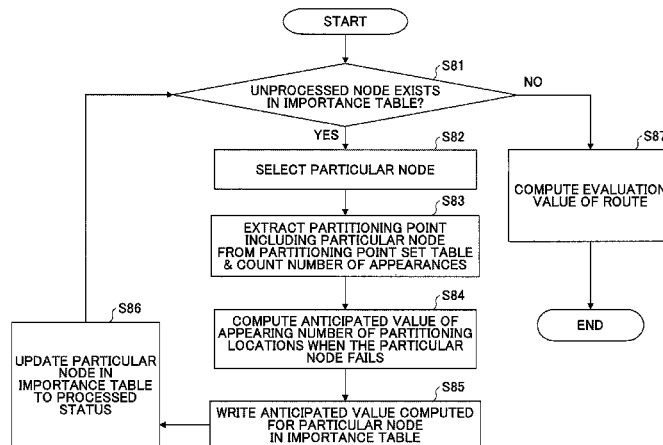 START
S81
UNPROCESSED NODE EXISTS
IN IMPORTANCE TABLE?
NO
YES
S82
SELECT PARTICULAR NODE
S87
COMPUTE EVALUATION
VALUE OF ROUTE
S83
EXTRACT PARTITIONING POINT
INCLUDING PARTICULAR NODE
FROM PARTITIONING POINT SET TABLE
& COUNT NUMBER OF APPEARANCES
S84
COMPUTE ANTICIPATED VALUE OF
APPEARING NUMBER OF PARTITIONING
LOCATIONS WHEN THE PARTICULAR
NODE FAILS
END
S86
UPDATE PARTICULAR
NODE IN
IMPORTANCE TABLE
TO PROCESSED
STATUS
S85
WRITE ANTICIPATED VALUE COMPUTED
FOR PARTICULAR NODE
IN IMPORTANCE TABLE